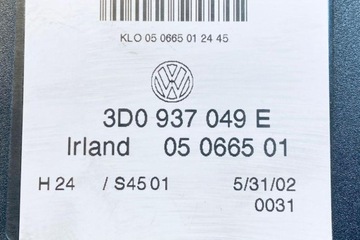 KLO 05 0665 01 24 45
VW
3D0 937 049 E
Irland 05 0665 01
H 24 / S45 01 5/31/02
0031